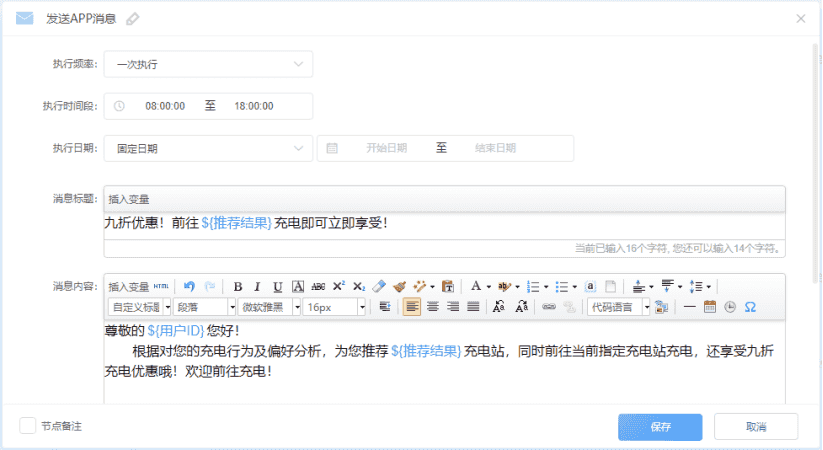 发送APP消息
执行频率: 一次执行
执行时间段: 08:00:00 至 18:00:00
执行日期: 固定日期 开始日期 至 结束日期
消息标题: 插入变量
九折优惠！前往 ${推荐结果} 充电即可立即享受！
当前已输入16个字符, 您还可以输入14个字符。
消息内容: 插入变量 HTML B I U A ABC X² X₂ A ab a
自定义标题 段落 微软雅黑 16px 代码语言 Ω
尊敬的 ${用户ID} 您好！
根据对您的充电行为及偏好分析，为您推荐 ${推荐结果} 充电站，同时前往当前指定充电站充电，还享受九折
充电优惠哦！欢迎前往充电！
节点备注 保存 取消